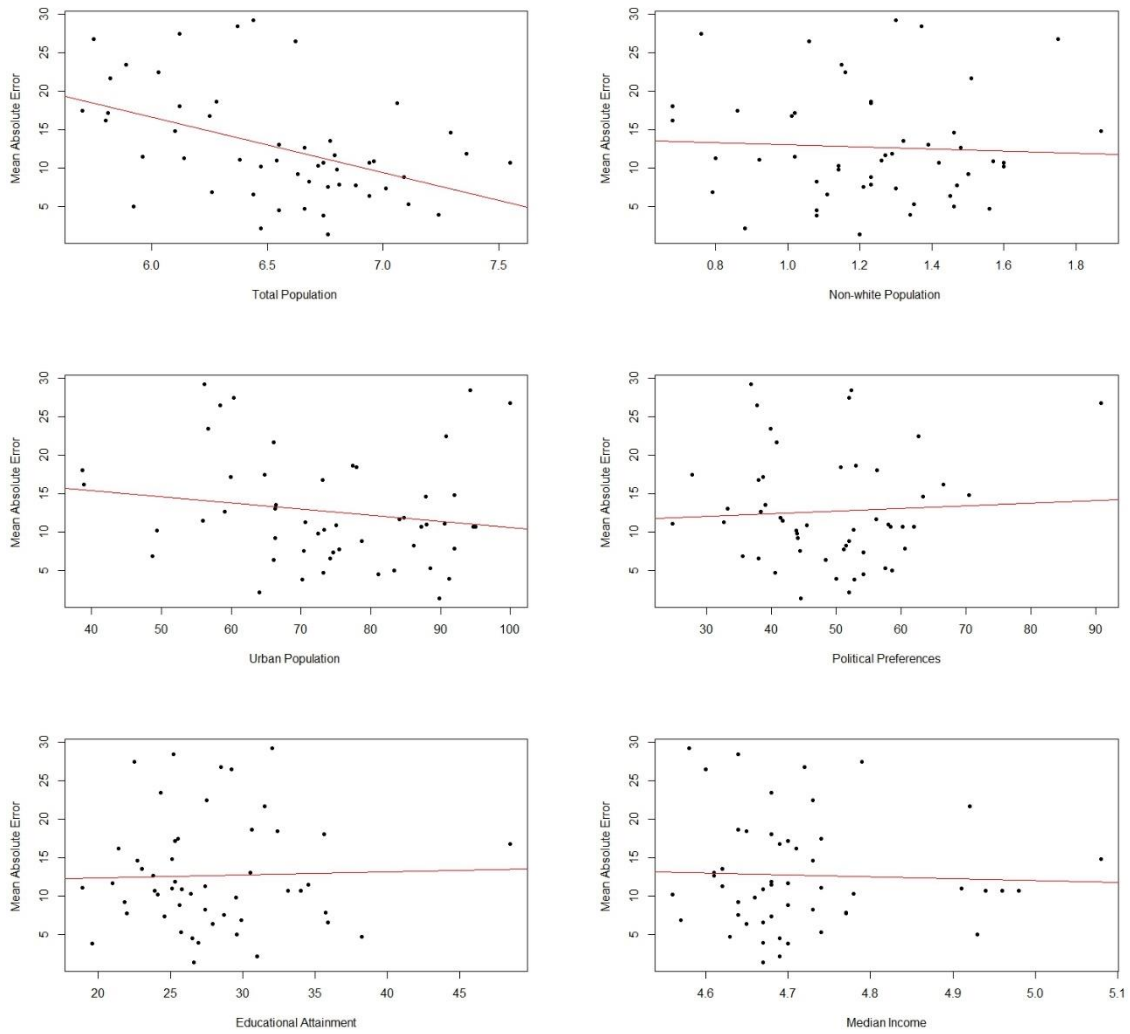 Mean Absolute Error
30
25
20
15
10
5
6.0 6.5 7.0 7.5
Total Population
Mean Absolute Error
30
25
20
15
10
5
0.8 1.0 1.2 1.4 1.6 1.8
Non-white Population
Mean Absolute Error
30
25
20
15
10
5
40 50 60 70 80 90 100
Urban Population
Mean Absolute Error
30
25
20
15
10
5
30 40 50 60 70 80 90
Political Preferences
Mean Absolute Error
30
25
20
15
10
5
20 25 30 35 40 45
Educational Attainment
Mean Absolute Error
30
25
20
15
10
5
4.6 4.7 4.8 4.9 5.0 5.1
Median Income